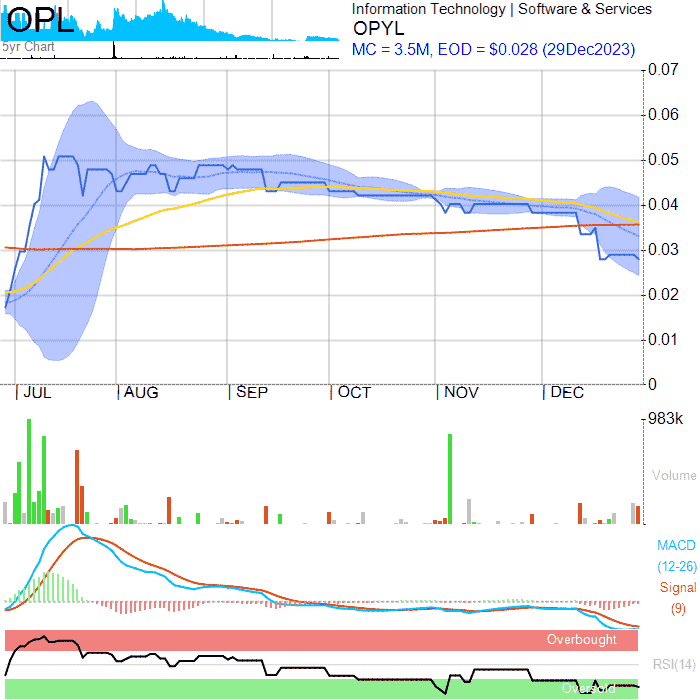 OPL
5yr Chart
Information Technology | Software & Services
OPYL
MC = 3.5M, EOD = $0.028 (29Dec2023)
0.07
0.06
0.05
0.04
0.03
0.02
0.01
0
JUL AUG SEP OCT NOV DEC
983k
Volume
MACD
(12-26)
Signal
(9)
Overbought
RSI(14)
Oversold